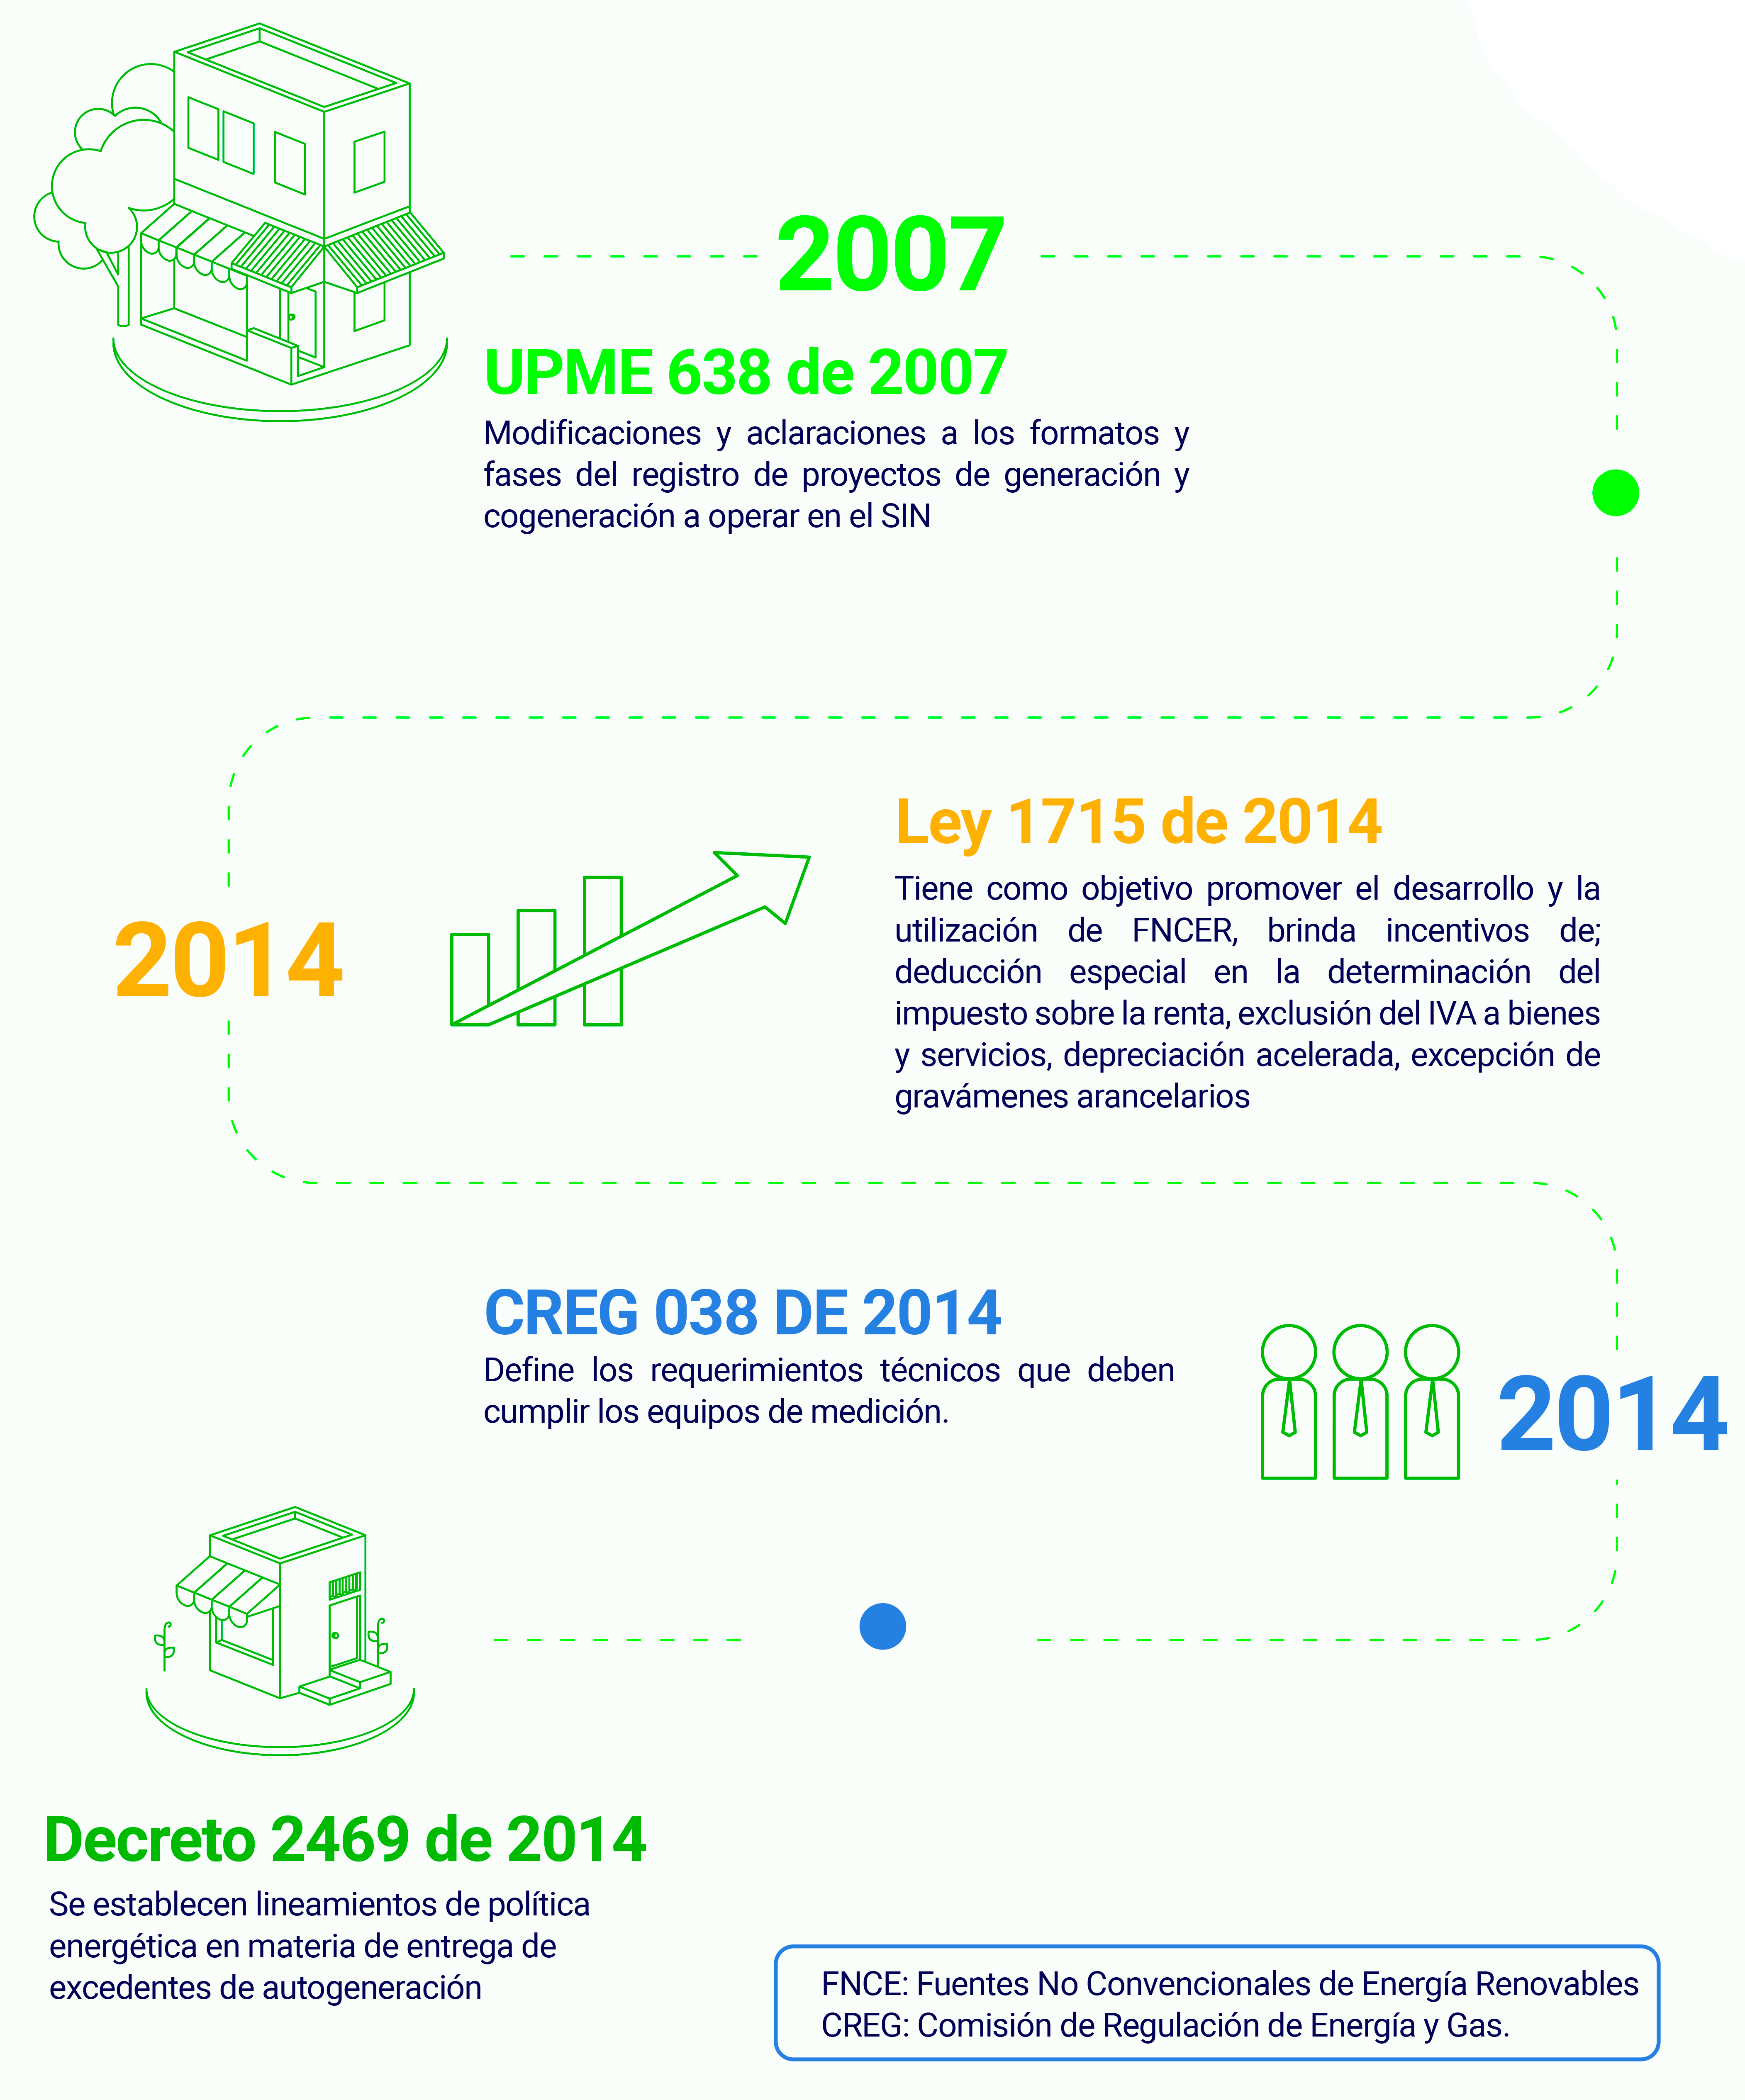 2007
UPME 638 de 2007
Modificaciones y aclaraciones a los formatos y
fases del registro de proyectos de generación y
cogeneración a operar en el SIN
2014
Ley 1715 de 2014
Tiene como objetivo promover el desarrollo y la
utilización de FNCER, brinda incentivos de;
deducción especial en la determinación del
impuesto sobre la renta, exclusión del IVA a bienes
y servicios, depreciación acelerada, excepción de
gravámenes arancelarios
CREG 038 DE 2014
Define los requerimientos técnicos que deben
cumplir los equipos de medición.
2014
Decreto 2469 de 2014
Se establecen lineamientos de política
energética en materia de entrega de
excedentes de autogeneración
FNCE: Fuentes No Convencionales de Energía Renovables
CREG: Comisión de Regulación de Energía y Gas.